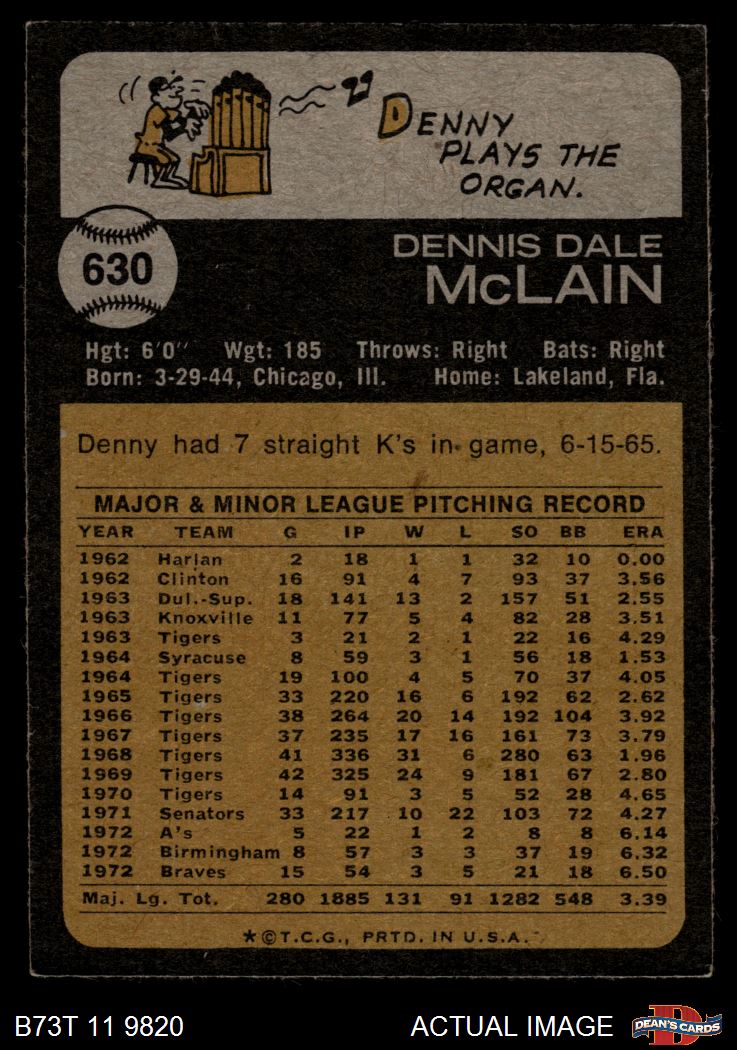 DENNY
PLAYS THE
ORGAN.
630
DENNIS DALE
McLAIN
Hgt: 6'0" Wgt: 185 Throws: Right Bats: Right
Born: 3-29-44, Chicago, Ill. Home: Lakeland, Fla.
Denny had 7 straight K's in game, 6-15-65.
MAJOR & MINOR LEAGUE PITCHING RECORD
YEAR TEAM G IP W L SO BB ERA
1962 Harlan 2 18 1 1 32 10 0.00
1962 Clinton 16 91 4 7 93 37 3.56
1963 Dul.-Sup. 18 141 13 2 157 51 2.55
1963 Knoxville 11 77 5 4 82 28 3.51
1963 Tigers 3 21 2 1 22 16 4.29
1964 Syracuse 8 59 3 1 56 18 1.53
1964 Tigers 19 100 4 5 70 37 4.05
1965 Tigers 33 220 16 6 192 62 2.62
1966 Tigers 38 264 20 14 192 104 3.92
1967 Tigers 37 235 17 16 161 73 3.79
1968 Tigers 41 336 31 6 280 63 1.96
1969 Tigers 42 325 24 9 181 67 2.80
1970 Tigers 14 91 3 5 52 28 4.65
1971 Senators 33 217 10 22 103 72 4.27
1972 A's 5 22 1 2 8 8 6.14
1972 Birmingham 8 57 3 3 37 19 6.32
1972 Braves 15 54 3 5 21 18 6.50
Maj. Lg. Tot. 280 1885 131 91 1282 548 3.39
*©T.C.G., PRTD. IN U.S.A.
B73T 11 9820 ACTUAL IMAGE DEAN'S CARDS